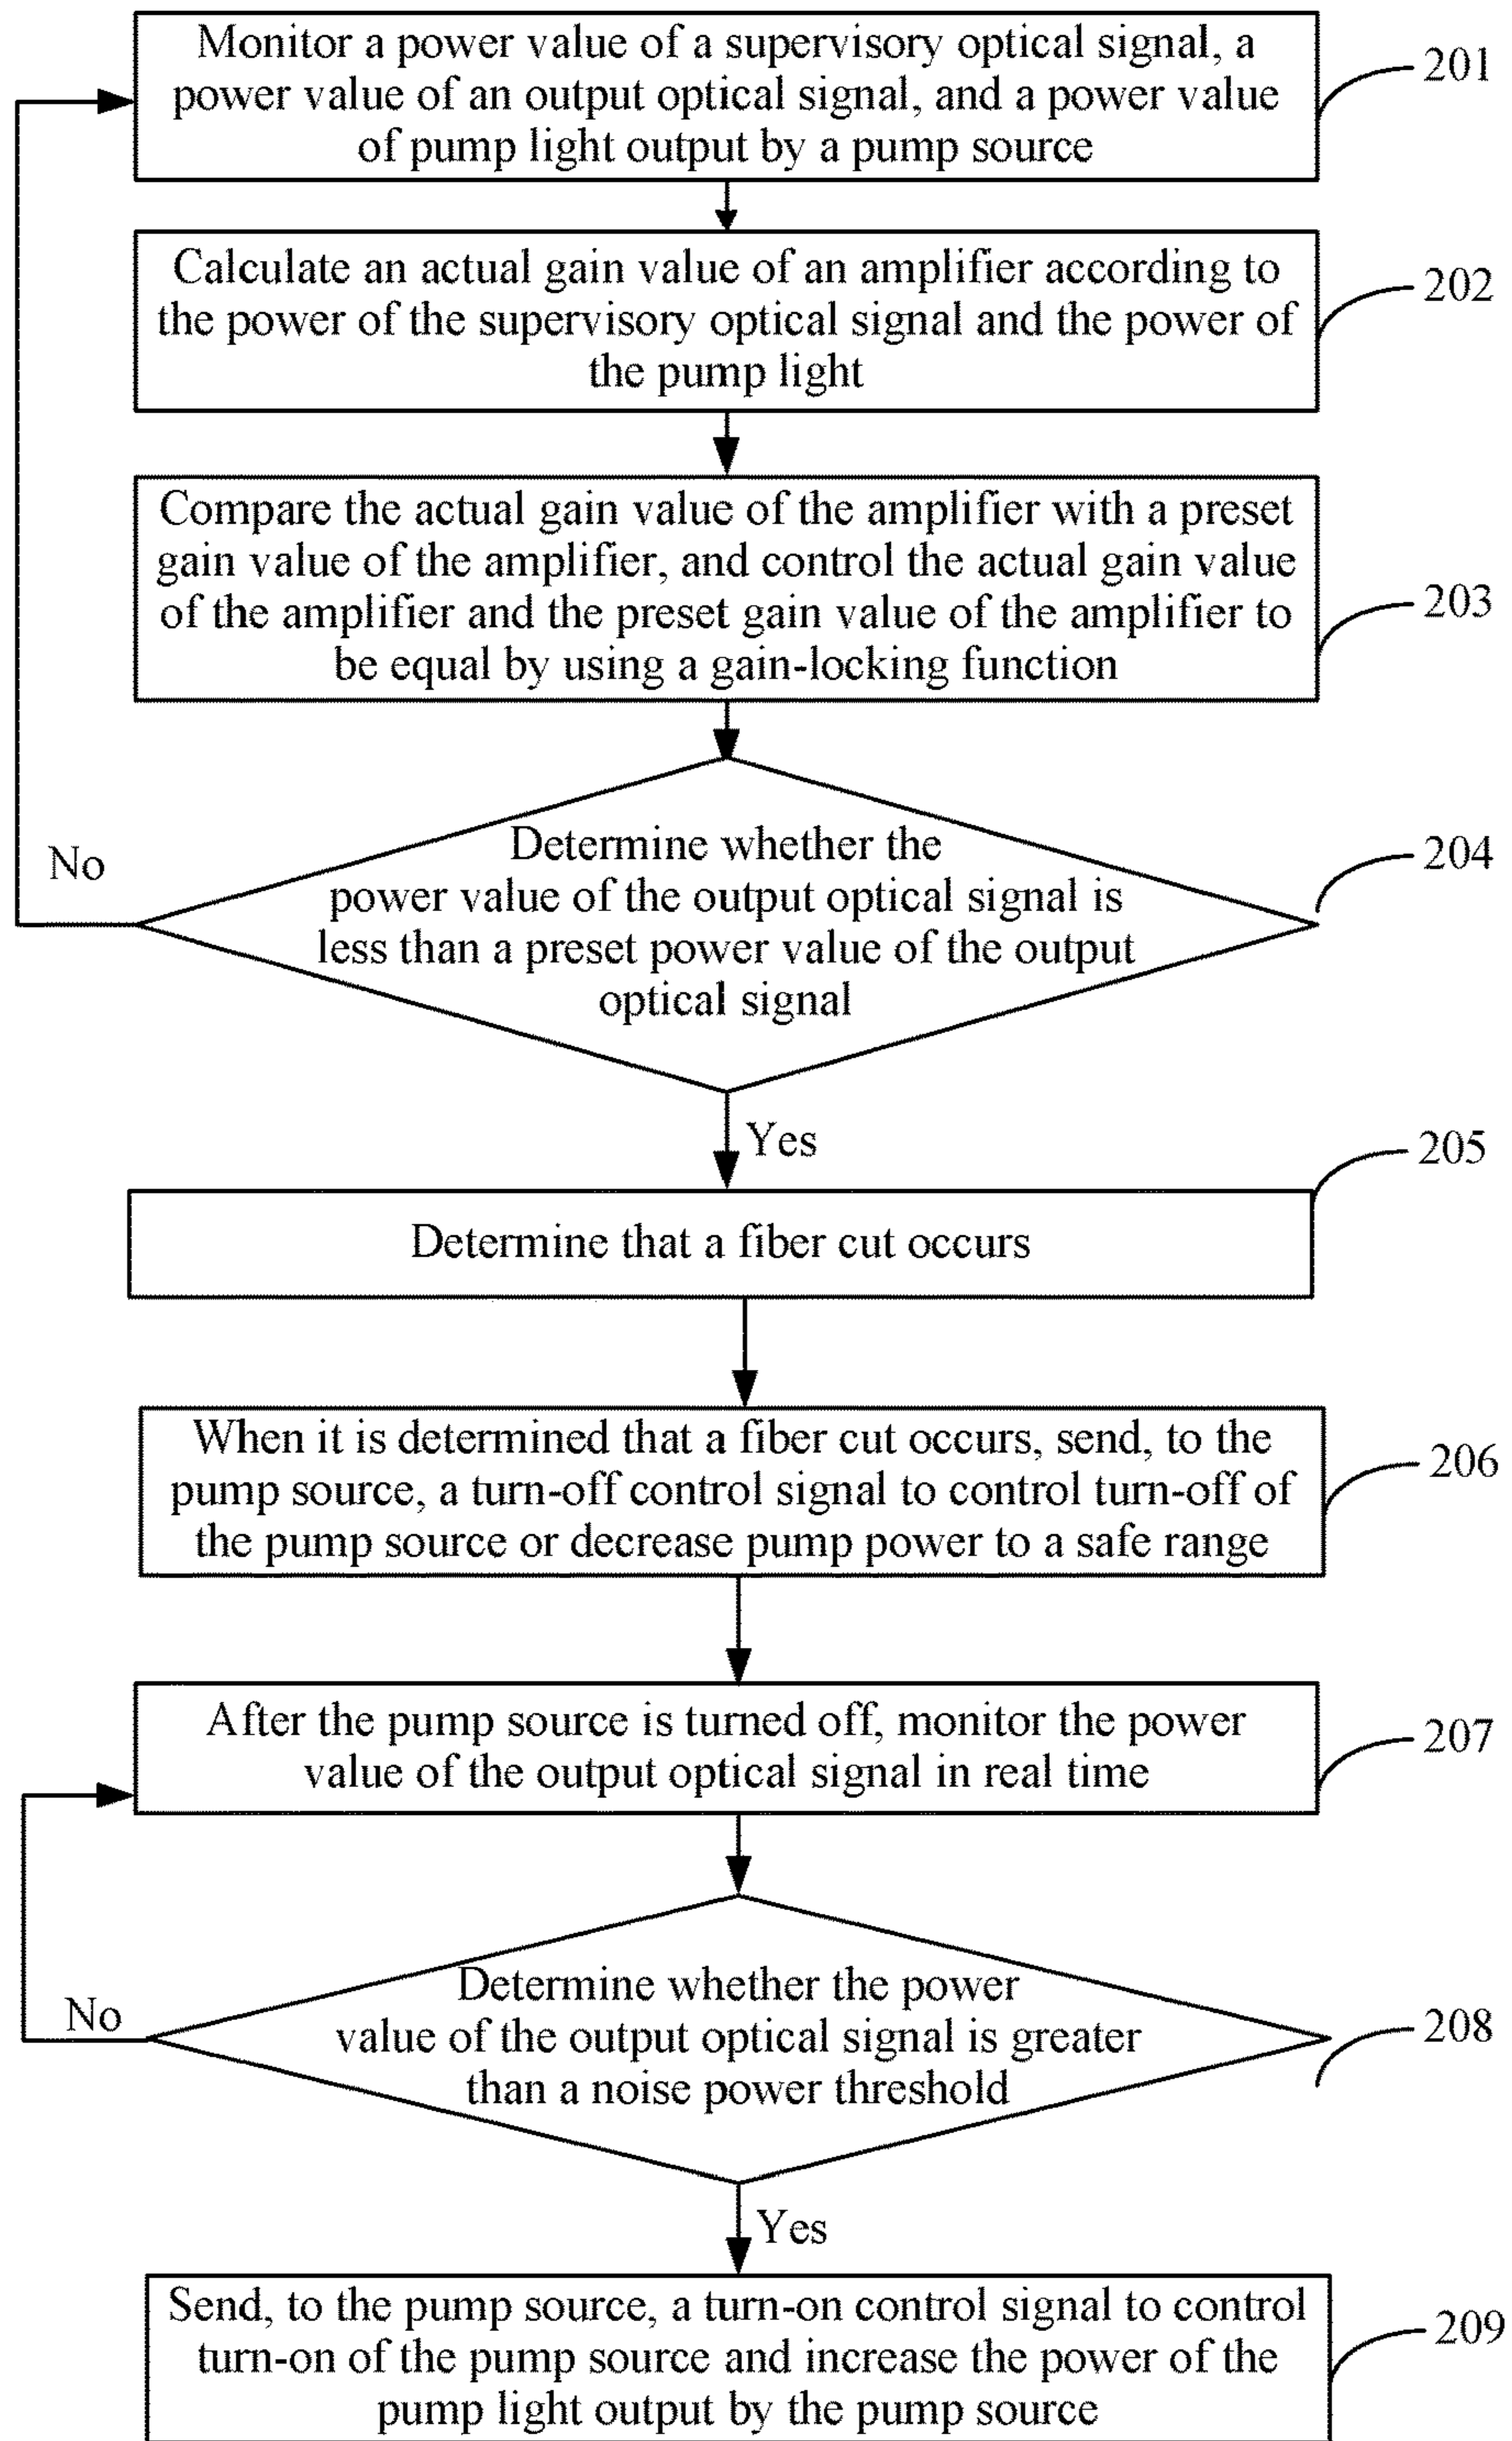 Monitor a power value of a supervisory optical signal, a
power value of an output optical signal, and a power value
of pump light output by a pump source
201
Calculate an actual gain value of an amplifier according to
the power of the supervisory optical signal and the power of
the pump light
202
Compare the actual gain value of the amplifier with a preset
gain value of the amplifier, and control the actual gain value
of the amplifier and the preset gain value of the amplifier to
be equal by using a gain-locking function
203
Determine whether the
power value of the output optical signal is
less than a preset power value of the output
optical signal
204
No
Yes
Determine that a fiber cut occurs
205
When it is determined that a fiber cut occurs, send, to the
pump source, a turn-off control signal to control turn-off of
the pump source or decrease pump power to a safe range
206
After the pump source is turned off, monitor the power
value of the output optical signal in real time
207
Determine whether the power
value of the output optical signal is greater
than a noise power threshold
208
No
Yes
Send, to the pump source, a turn-on control signal to control
turn-on of the pump source and increase the power of the
pump light output by the pump source
209